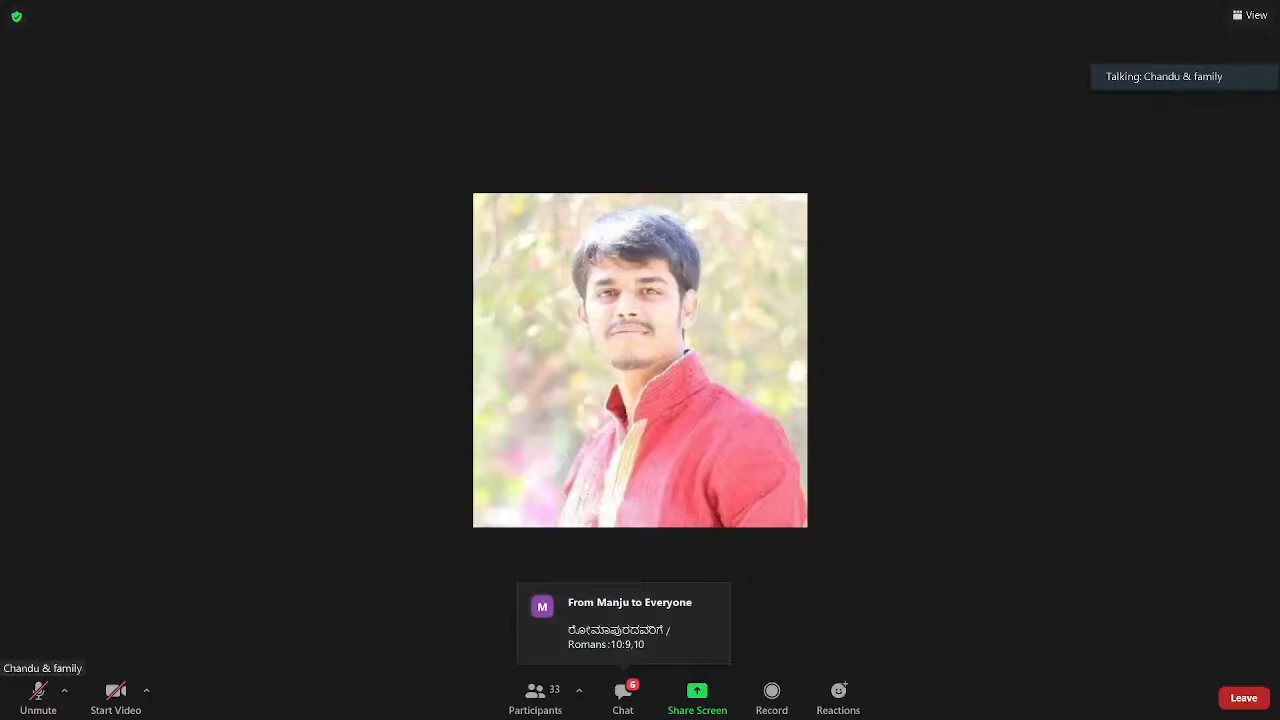 View
Talking: Chandu & family
M
From Manju to Everyone
ರೋಮಾಪುರದವರಿಗೆ /
Romans:10:9,10
Chandu & family
33
6
Unmute
Start Video
Participants
Chat
Share Screen
Record
Reactions
Leave